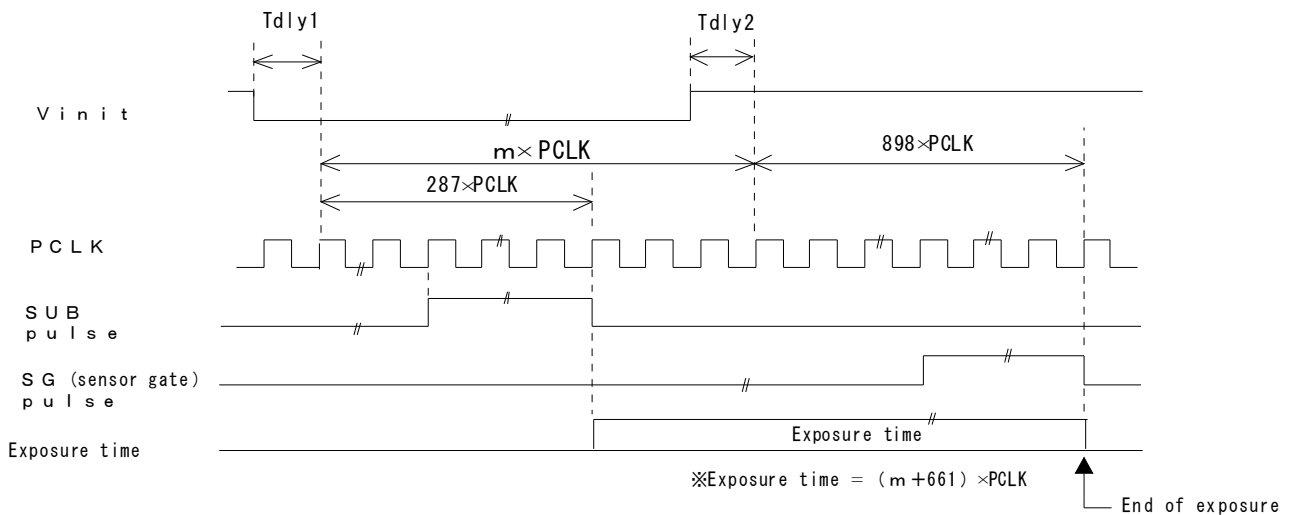 Tdly1
Tdly2
Vinit
m×PCLK
898×PCLK
287×PCLK
PCLK
SUB
pulse
SG (sensor gate)
pulse
Exposure time
Exposure time
※Exposure time = (m+661) ×PCLK
End of exposure